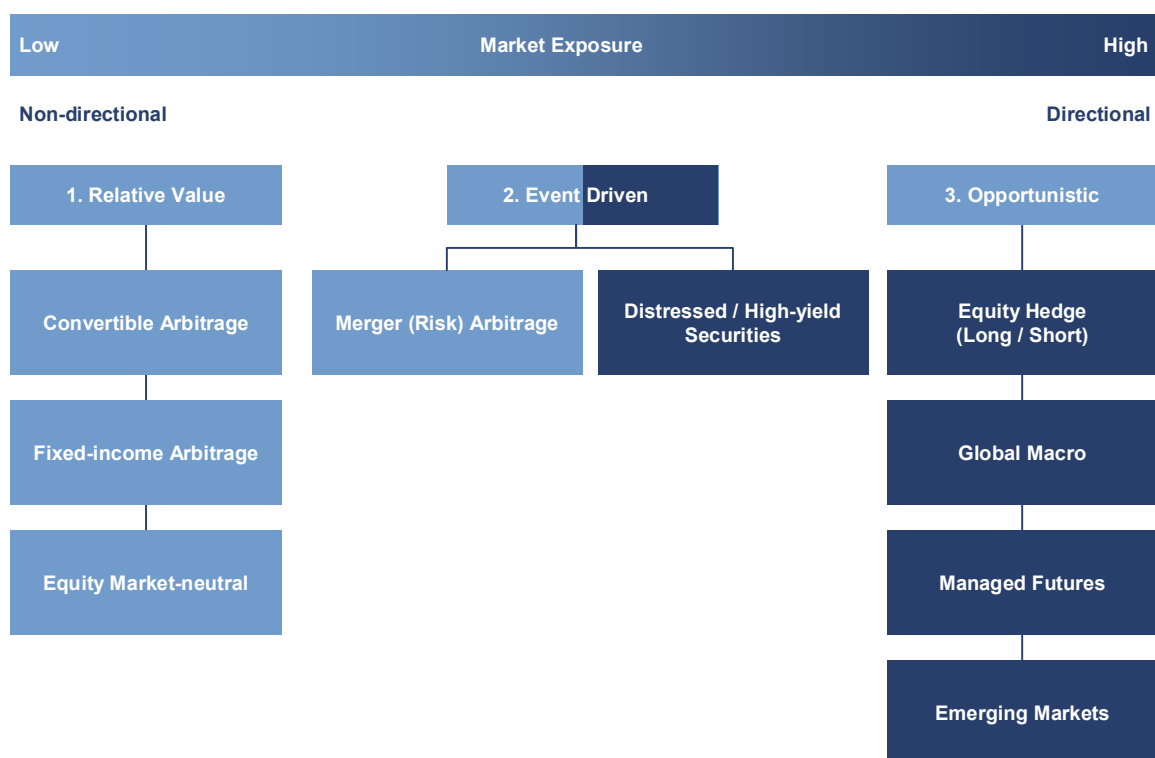 Low Market Exposure High
Non-directional Directional
1. Relative Value 2. Event Driven 3. Opportunistic
Convertible Arbitrage
Merger (Risk) Arbitrage
Distressed / High-yield
Securities
Equity Hedge
(Long / Short)
Fixed-income Arbitrage
Global Macro
Equity Market-neutral
Managed Futures
Emerging Markets